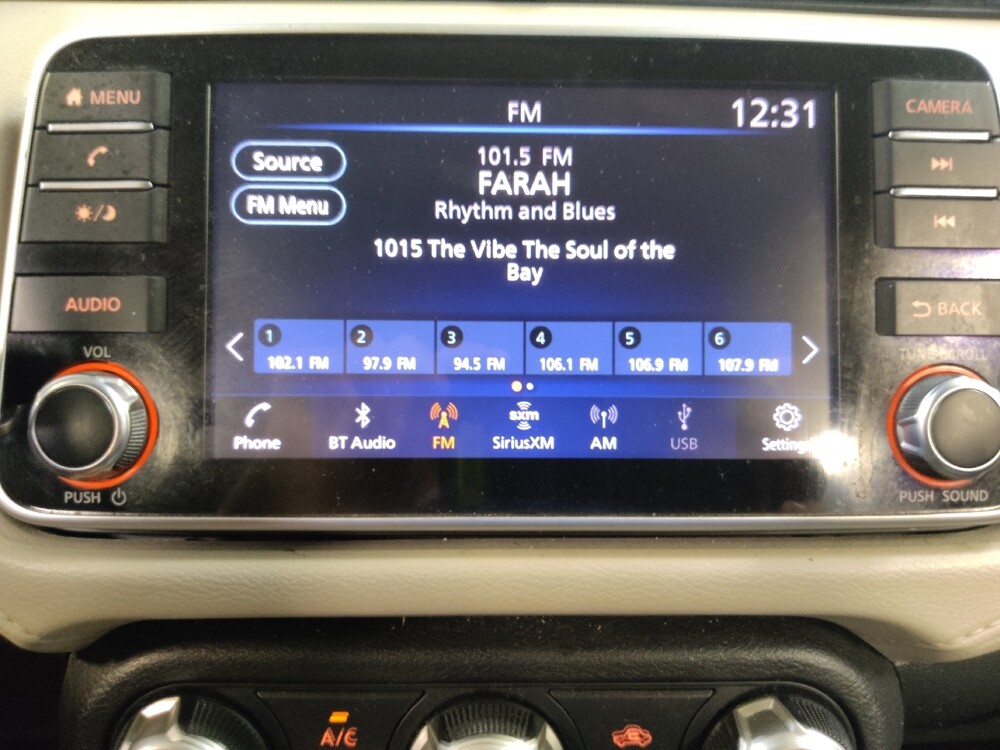 MENU
AUDIO
VOL
PUSH
FM
12:31
Source
FM Menu
101.5 FM
FARAH
Rhythm and Blues
1015 The Vibe The Soul of the
Bay
1 2 3 4 5 6
102.1 FM 97.9 FM 94.5 FM 106.1 FM 106.9 FM 107.9 FM
sxm
Phone BT Audio FM SiriusXM AM USB Settings
CAMERA
BACK
TUNE·SCROLL
PUSH SOUND
A/C